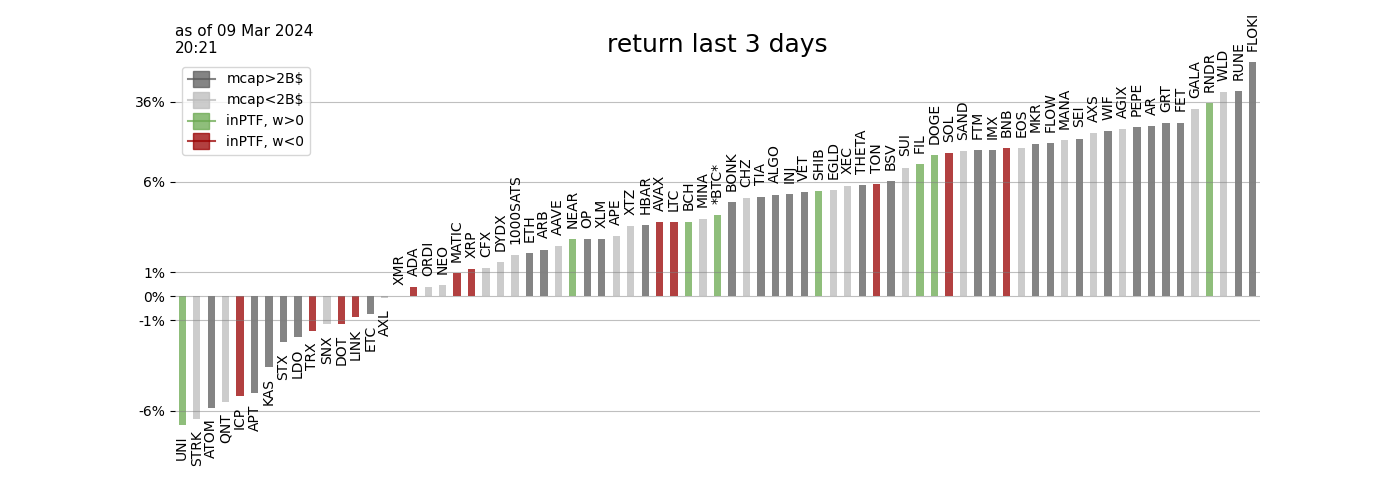 as of 09 Mar 2024
20:21
return last 3 days
mcap>2B$
mcap<2B$
inPTF, w>0
inPTF, w<0
36%
6%
1%
0%
-1%
-6%
UNI
STRK
ATOM
QNT
ICP
APT
KAS
STX
LDO
TRX
SNX
DOT
LINK
ETC
AXL
XMR
ADA
ORDI
NEO
MATIC
XRP
CFX
DYDX
1000SATS
ETH
ARB
AAVE
NEAR
OP
XLM
APE
XTZ
HBAR
AVAX
LTC
BCH
MINA
*BTC*
BONK
CHZ
TIA
ALGO
INJ
VET
SHIB
EGLD
XEC
THETA
TON
BSV
SUI
FIL
DOGE
SOL
SAND
FTM
IMX
BNB
EOS
MKR
FLOW
MANA
SEI
AXS
WIF
AGIX
PEPE
AR
GRT
FET
GALA
RNDR
WLD
RUNE
FLOKI